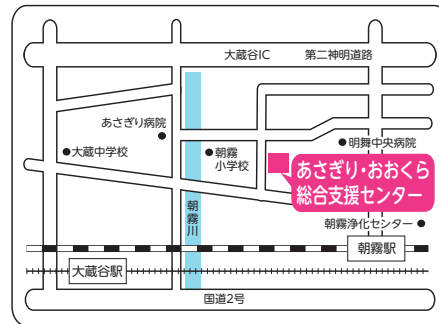 大蔵谷IC
第二神明道路
あさぎり病院
大蔵中学校
朝霧
小学校
明舞中央病院
あさぎり・おおくら
総合支援センター
朝霧川
朝霧浄化センター
朝霧駅
大蔵谷駅
国道2号